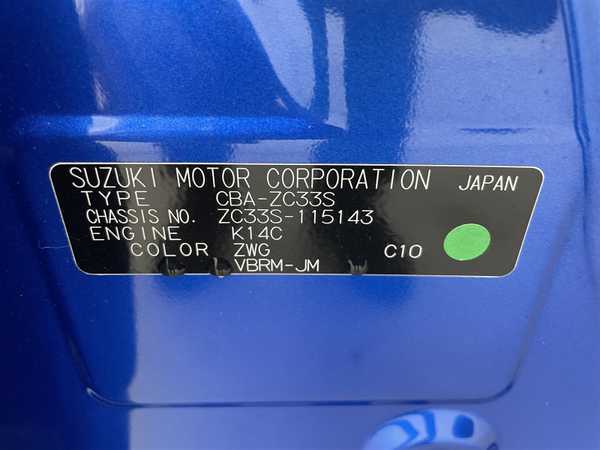 SUZUKI MOTOR CORPORATION JAPAN
TYPE CBA-ZC33S
CHASSIS NO. ZC33S-115143
ENGINE K14C
COLOR ZWG C10
VBRM-JM